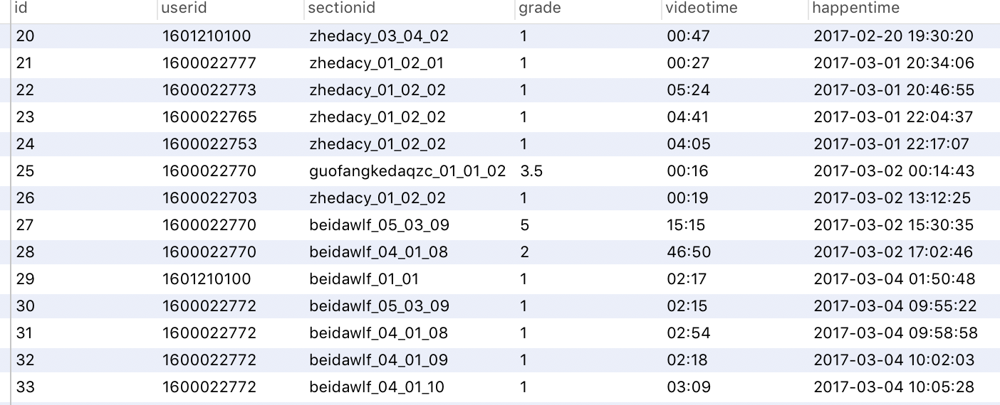 id userid sectionid grade videotime happentime
20 1601210100 zhedacy_03_04_02 1 00:47 2017-02-20 19:30:20
21 1600022777 zhedacy_01_02_01 1 00:27 2017-03-01 20:34:06
22 1600022773 zhedacy_01_02_02 1 05:24 2017-03-01 20:46:55
23 1600022765 zhedacy_01_02_02 1 04:41 2017-03-01 22:04:37
24 1600022753 zhedacy_01_02_02 1 04:05 2017-03-01 22:17:07
25 1600022770 guofangkedaqzc_01_01_02 3.5 00:16 2017-03-02 00:14:43
26 1600022703 zhedacy_01_02_02 1 00:19 2017-03-02 13:12:25
27 1600022770 beidawlf_05_03_09 5 15:15 2017-03-02 15:30:35
28 1600022770 beidawlf_04_01_08 2 46:50 2017-03-02 17:02:46
29 1601210100 beidawlf_01_01 1 02:17 2017-03-04 01:50:48
30 1600022772 beidawlf_05_03_09 1 02:15 2017-03-04 09:55:22
31 1600022772 beidawlf_04_01_08 1 02:54 2017-03-04 09:58:58
32 1600022772 beidawlf_04_01_09 1 02:18 2017-03-04 10:02:03
33 1600022772 beidawlf_04_01_10 1 03:09 2017-03-04 10:05:28